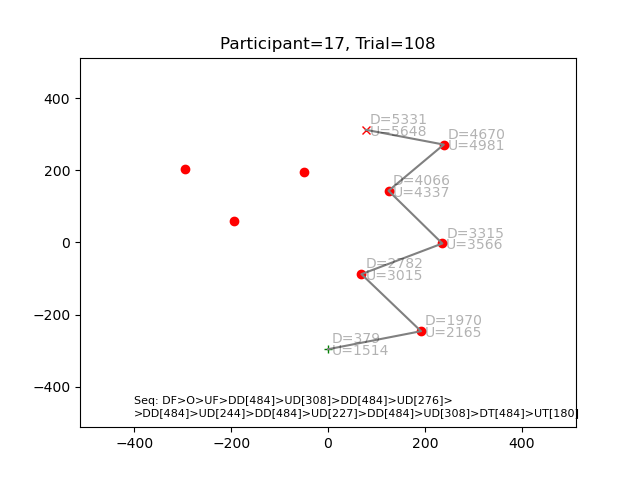 Participant=17, Trial=108
D=5331
U=5648
D=4670
U=4981
D=4066
U=4337
D=3315
U=3566
D=2782
U=3015
D=1970
U=2165
D=379
U=1514
400
200
0
−200
−400
Seq: DF>O>UF>DD[484]>UD[308]>DD[484]>UD[276]>
>DD[484]>UD[244]>DD[484]>UD[227]>DD[484]>UD[308]>DT[484]>UT[180]
−400
−200
0
200
400